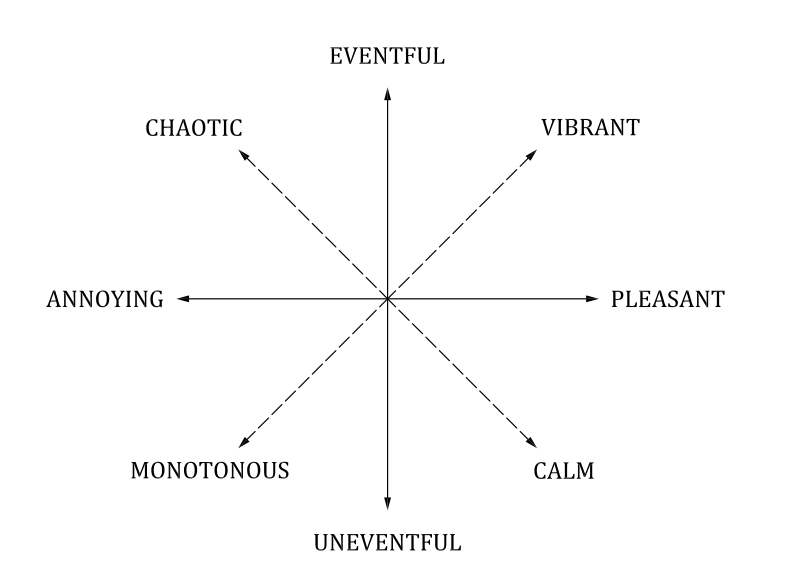 EVENTFUL
CHAOTIC
VIBRANT
ANNOYING
PLEASANT
MONOTONOUS
CALM
UNEVENTFUL